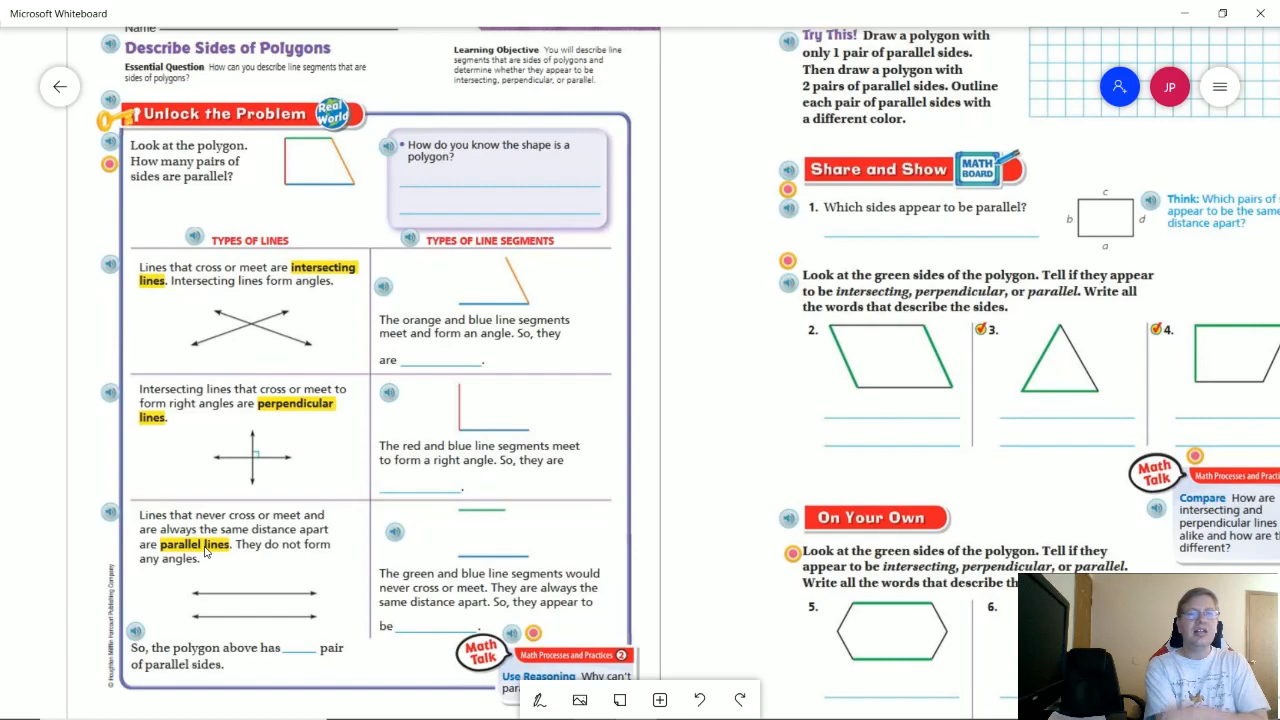 Microsoft Whiteboard
Name
Describe Sides of Polygons
Essential Question How can you describe line segments that are
sides of polygons?
Learning Objective You will describe line
segments that are sides of polygons and
determine whether they appear to be
intersecting, perpendicular, or parallel.
Unlock the Problem
Real World
Look at the polygon.
How many pairs of
sides are parallel?
• How do you know the shape is a
polygon?
TYPES OF LINES
TYPES OF LINE SEGMENTS
Lines that cross or meet are intersecting
lines. Intersecting lines form angles.
The orange and blue line segments
meet and form an angle. So, they
are ____.
Intersecting lines that cross or meet to
form right angles are perpendicular
lines.
The red and blue line segments meet
to form a right angle. So, they are
____.
Lines that never cross or meet and
are always the same distance apart
are parallel lines. They do not form
any angles.
The green and blue line segments would
never cross or meet. They are always the
same distance apart. So, they appear to
be ____.
So, the polygon above has ____ pair
of parallel sides.
Math Talk
Math Processes and Practices 2
Use Reasoning Why can't
© Houghton Mifflin Harcourt Publishing Company
Try This! Draw a polygon with
only 1 pair of parallel sides.
Then draw a polygon with
2 pairs of parallel sides. Outline
each pair of parallel sides with
a different color.
JP
Share and Show
MATH BOARD
1. Which sides appear to be parallel?
c
b
d
a
Think: Which pairs of
appear to be the same
distance apart?
Look at the green sides of the polygon. Tell if they appear
to be intersecting, perpendicular, or parallel. Write all
the words that describe the sides.
2.
3.
4.
Math Talk
Math Processes and
Compare How are
intersecting and
perpendicular lines
alike and how are
different?
On Your Own
Look at the green sides of the polygon. Tell if they
appear to be intersecting, perpendicular, or parallel.
Write all the words that describe
5.
6.